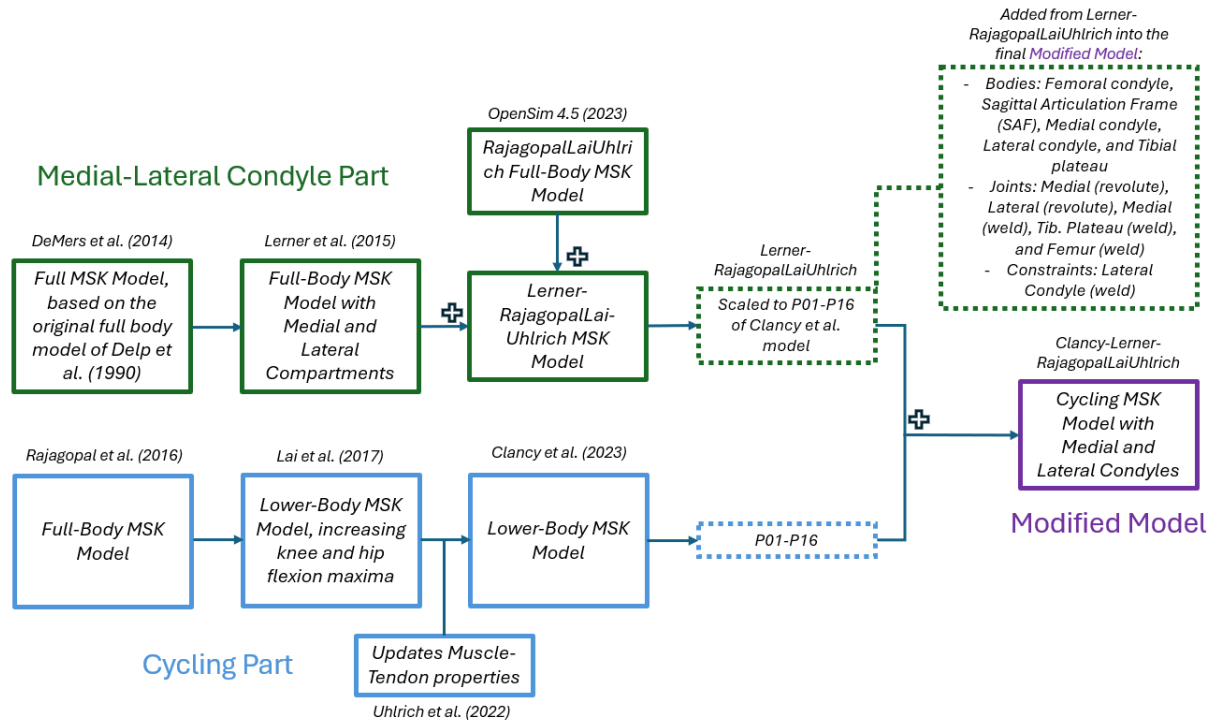 Added from Lerner-
RajagopalLaiUhlrich into the
final Modified Model:
- Bodies: Femoral condyle,
Sagittal Articulation Frame
(SAF), Medial condyle,
Lateral condyle, and Tibial
plateau
- Joints: Medial (revolute),
Lateral (revolute), Medial
(weld), Tib. Plateau (weld),
and Femur (weld)
- Constraints: Lateral
Condyle (weld)
OpenSim 4.5 (2023)
RajagopalLaiUhlri
ch Full-Body MSK
Model
Medial-Lateral Condyle Part
DeMers et al. (2014)
Full MSK Model,
based on the
original full body
model of Delp et
al. (1990)
Lerner et al. (2015)
Full-Body MSK
Model with
Medial and
Lateral
Compartments
Lerner-
RajagopalLai-
Uhlrich MSK
Model
Lerner-
RajagopalLaiUhlrich
Scaled to P01-P16
of Clancy et al.
model
Clancy-Lerner-
RajagopalLaiUhlrich
Cycling MSK
Model with
Medial and
Lateral Condyles
Modified Model
Rajagopal et al. (2016)
Full-Body MSK
Model
Lai et al. (2017)
Lower-Body MSK
Model, increasing
knee and hip
flexion maxima
Clancy et al. (2023)
Lower-Body MSK
Model
P01-P16
Cycling Part
Updates Muscle-
Tendon properties
Uhlrich et al. (2022)